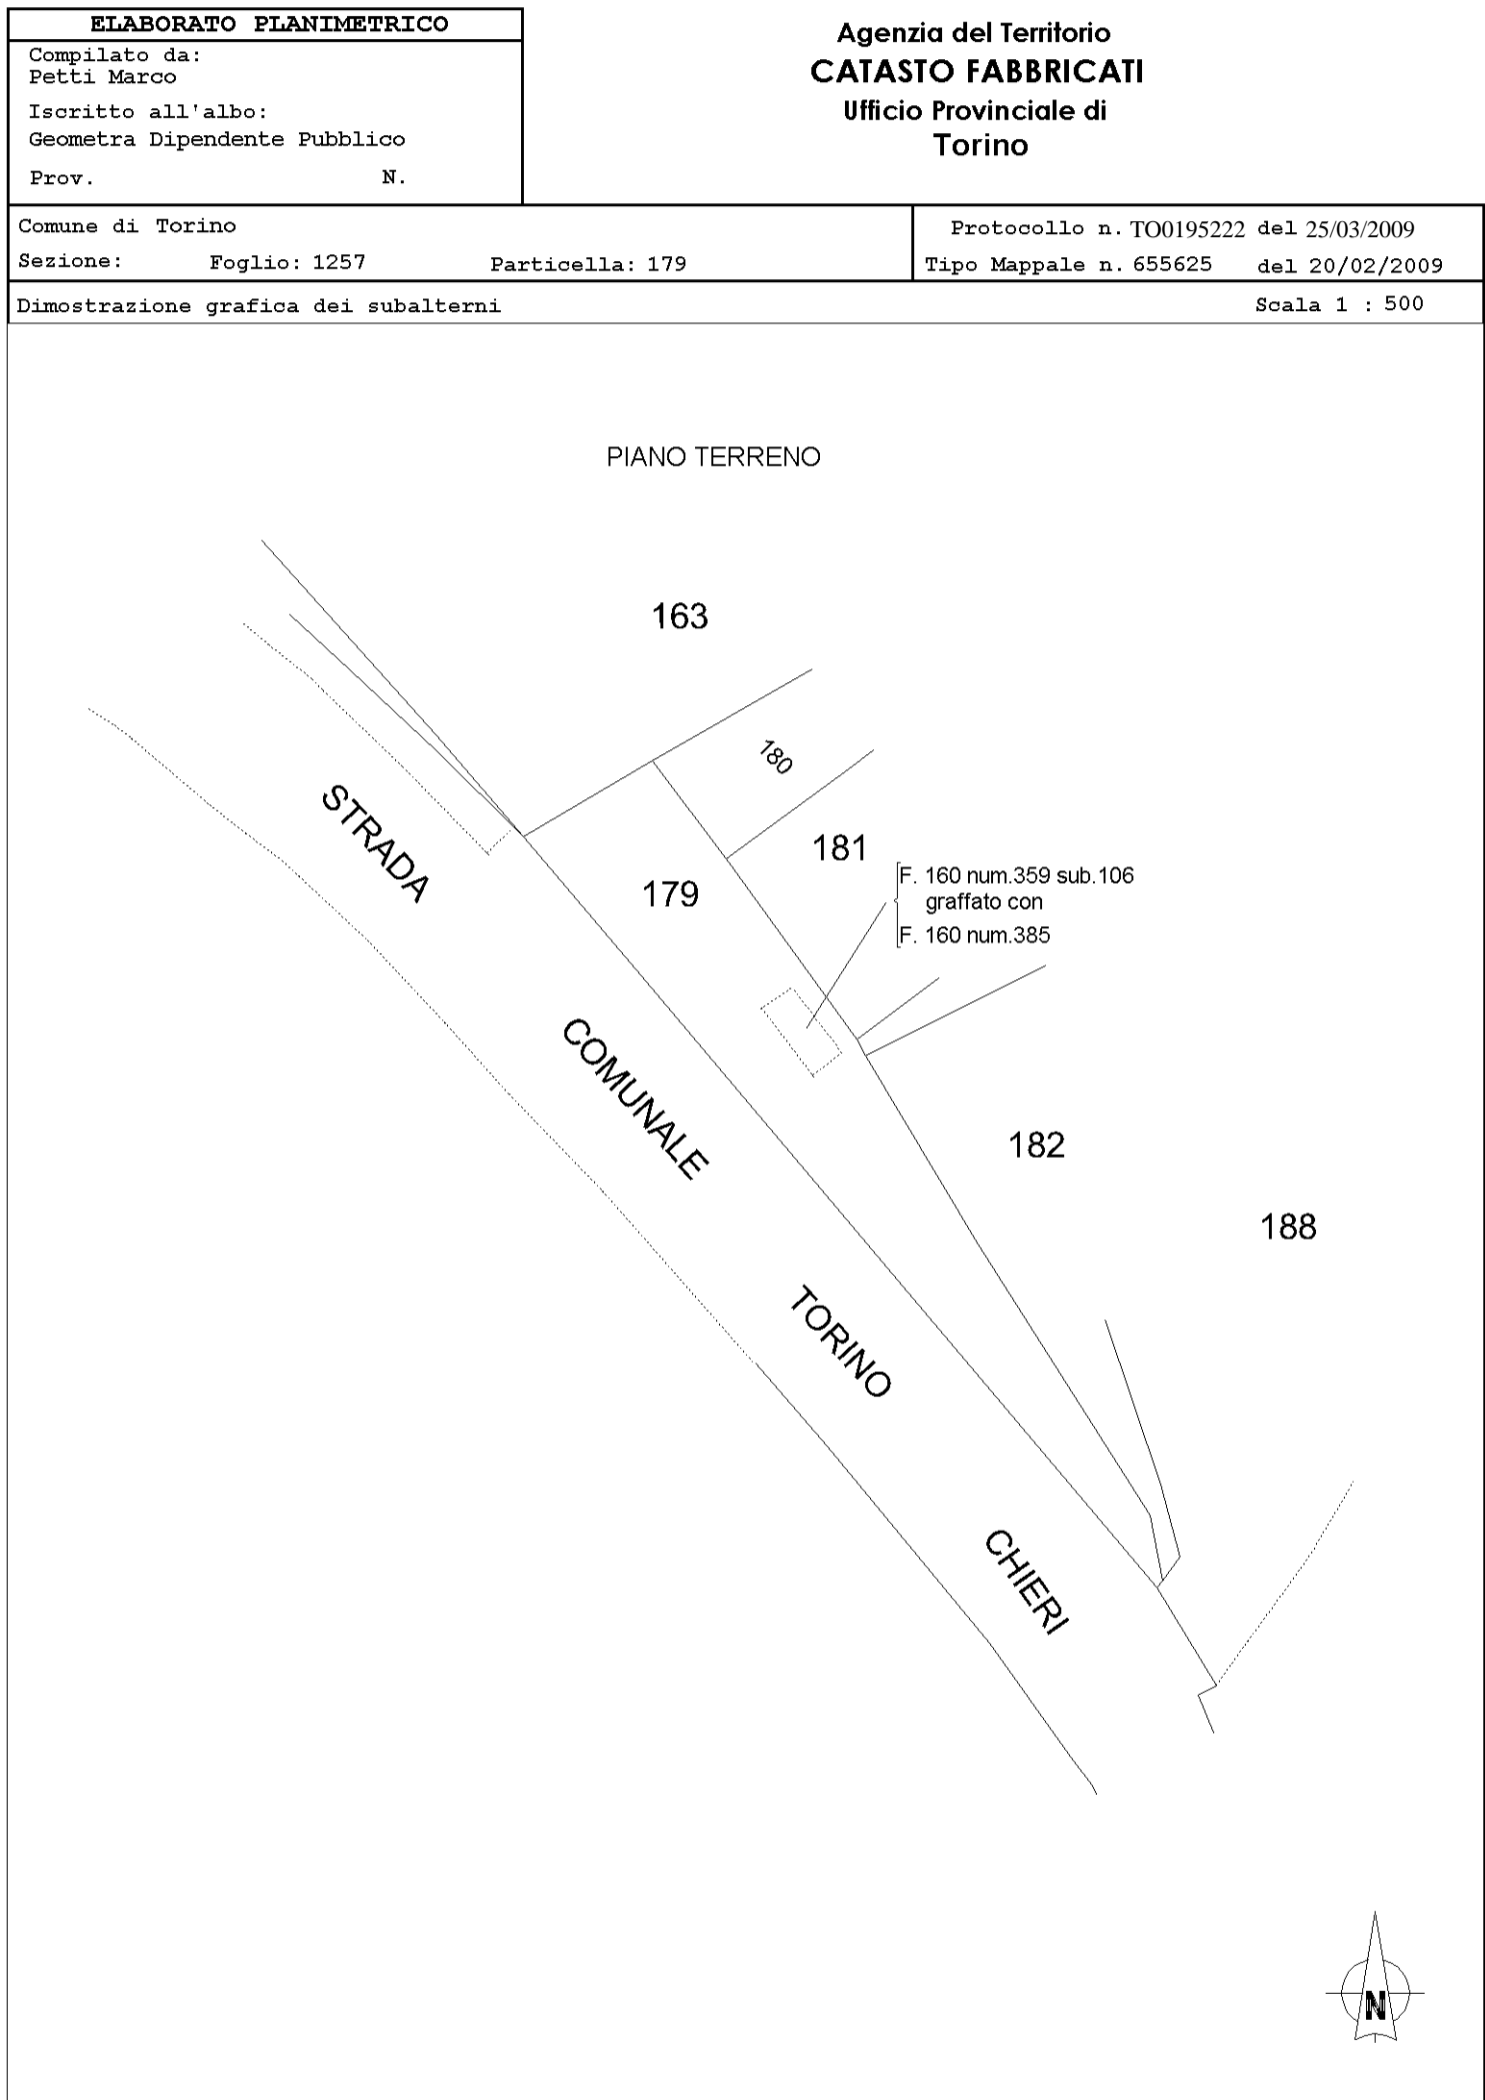 ELABORATO PLANIMETRICO
Compilato da:
Petti Marco
Iscritto all'albo:
Geometra Dipendente Pubblico
Prov. N.
Agenzia del Territorio
CATASTO FABBRICATI
Ufficio Provinciale di
Torino
Comune di Torino
Sezione: Foglio: 1257 Particella: 179
Protocollo n. TO0195222 del 25/03/2009
Tipo Mappale n. 655625 del 20/02/2009
Dimostrazione grafica dei subalterni Scala 1 : 500
PIANO TERRENO
163
180
STRADA
181
179
F. 160 num.359 sub.106
graffato con
F. 160 num.385
COMUNALE
182
188
TORINO
CHIERI
N